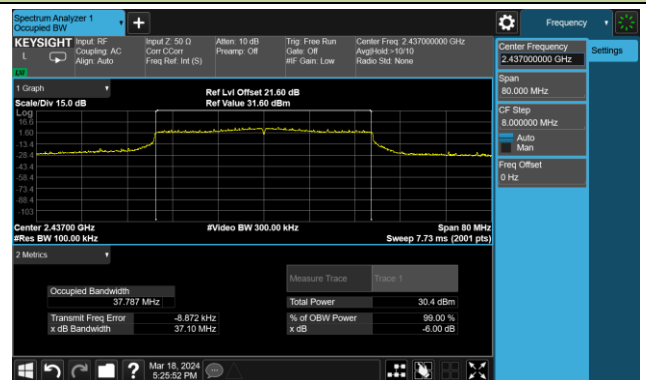 Spectrum Analyzer 1
Occupied BW
Frequency
KEYSIGHT
L
Input: RF
Coupling: AC
Align: Auto
Input Z: 50 Ω
Corr CCorr
Freq Ref: Int (S)
Atten: 10 dB
Preamp: Off
Trig: Free Run
Gate: Off
#IF Gain: Low
Center Freq: 2.437000000 GHz
Avg|Hold:>10/10
Radio Std: None
Center Frequency
2.437000000 GHz
Settings
Span
80.000 MHz
CF Step
8.000000 MHz
Auto
Man
Freq Offset
0 Hz
1 Graph
Scale/Div 15.0 dB
Ref Lvl Offset 21.60 dB
Ref Value 31.60 dBm
Log
16.6
1.60
-13.4
-28.4
-43.4
-58.4
-73.4
-88.4
-103
Center 2.43700 GHz
#Res BW 100.00 kHz
#Video BW 300.00 kHz
Span 80 MHz
Sweep 7.73 ms (2001 pts)
2 Metrics
Measure Trace
Trace 1
Occupied Bandwidth
37.787 MHz
Total Power
30.4 dBm
Transmit Freq Error
-8.872 kHz
% of OBW Power
99.00 %
x dB Bandwidth
37.10 MHz
x dB
-6.00 dB
?
Mar 18, 2024
5:25:52 PM